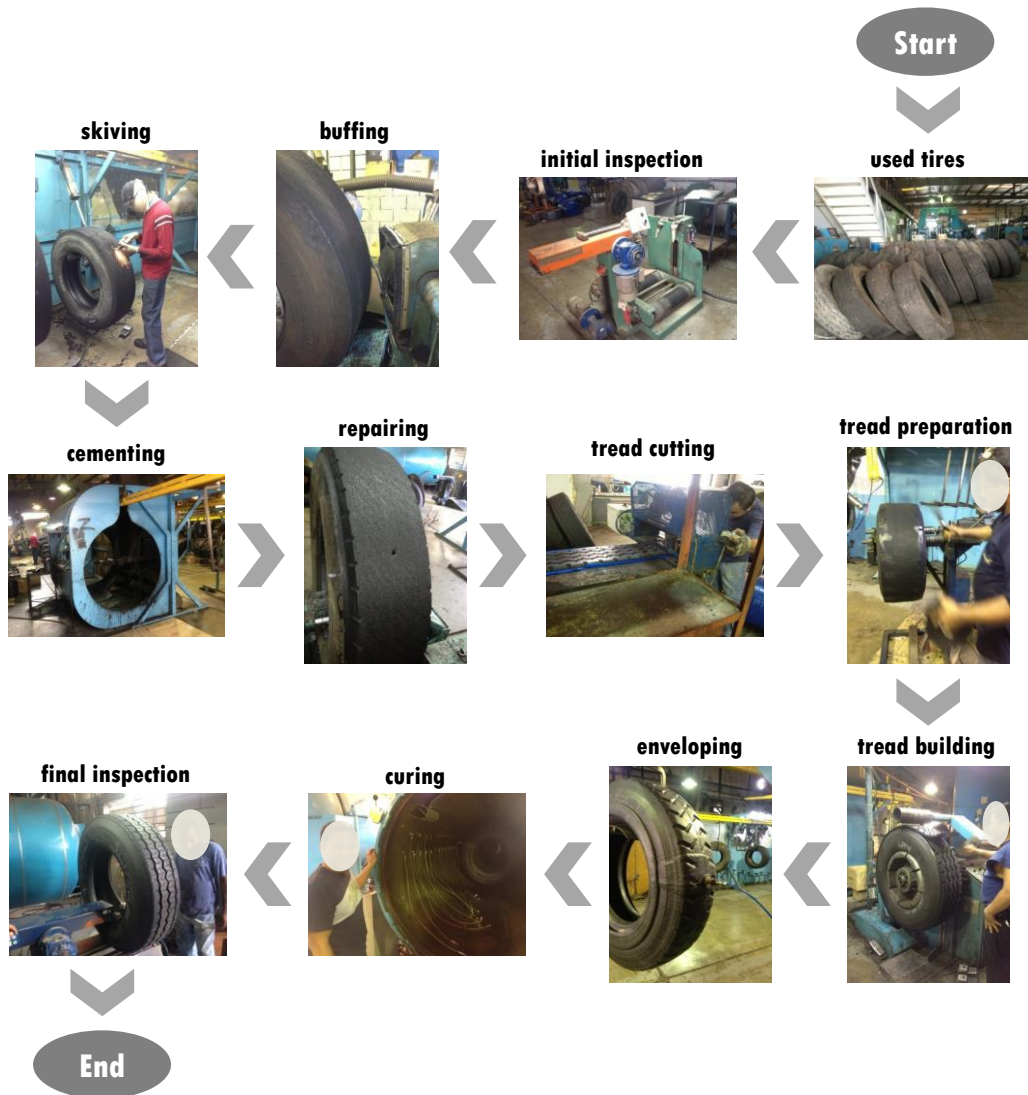 Start
used tires
initial inspection
buffing
skiving
cementing
repairing
tread cutting
tread preparation
tread building
enveloping
curing
final inspection
End